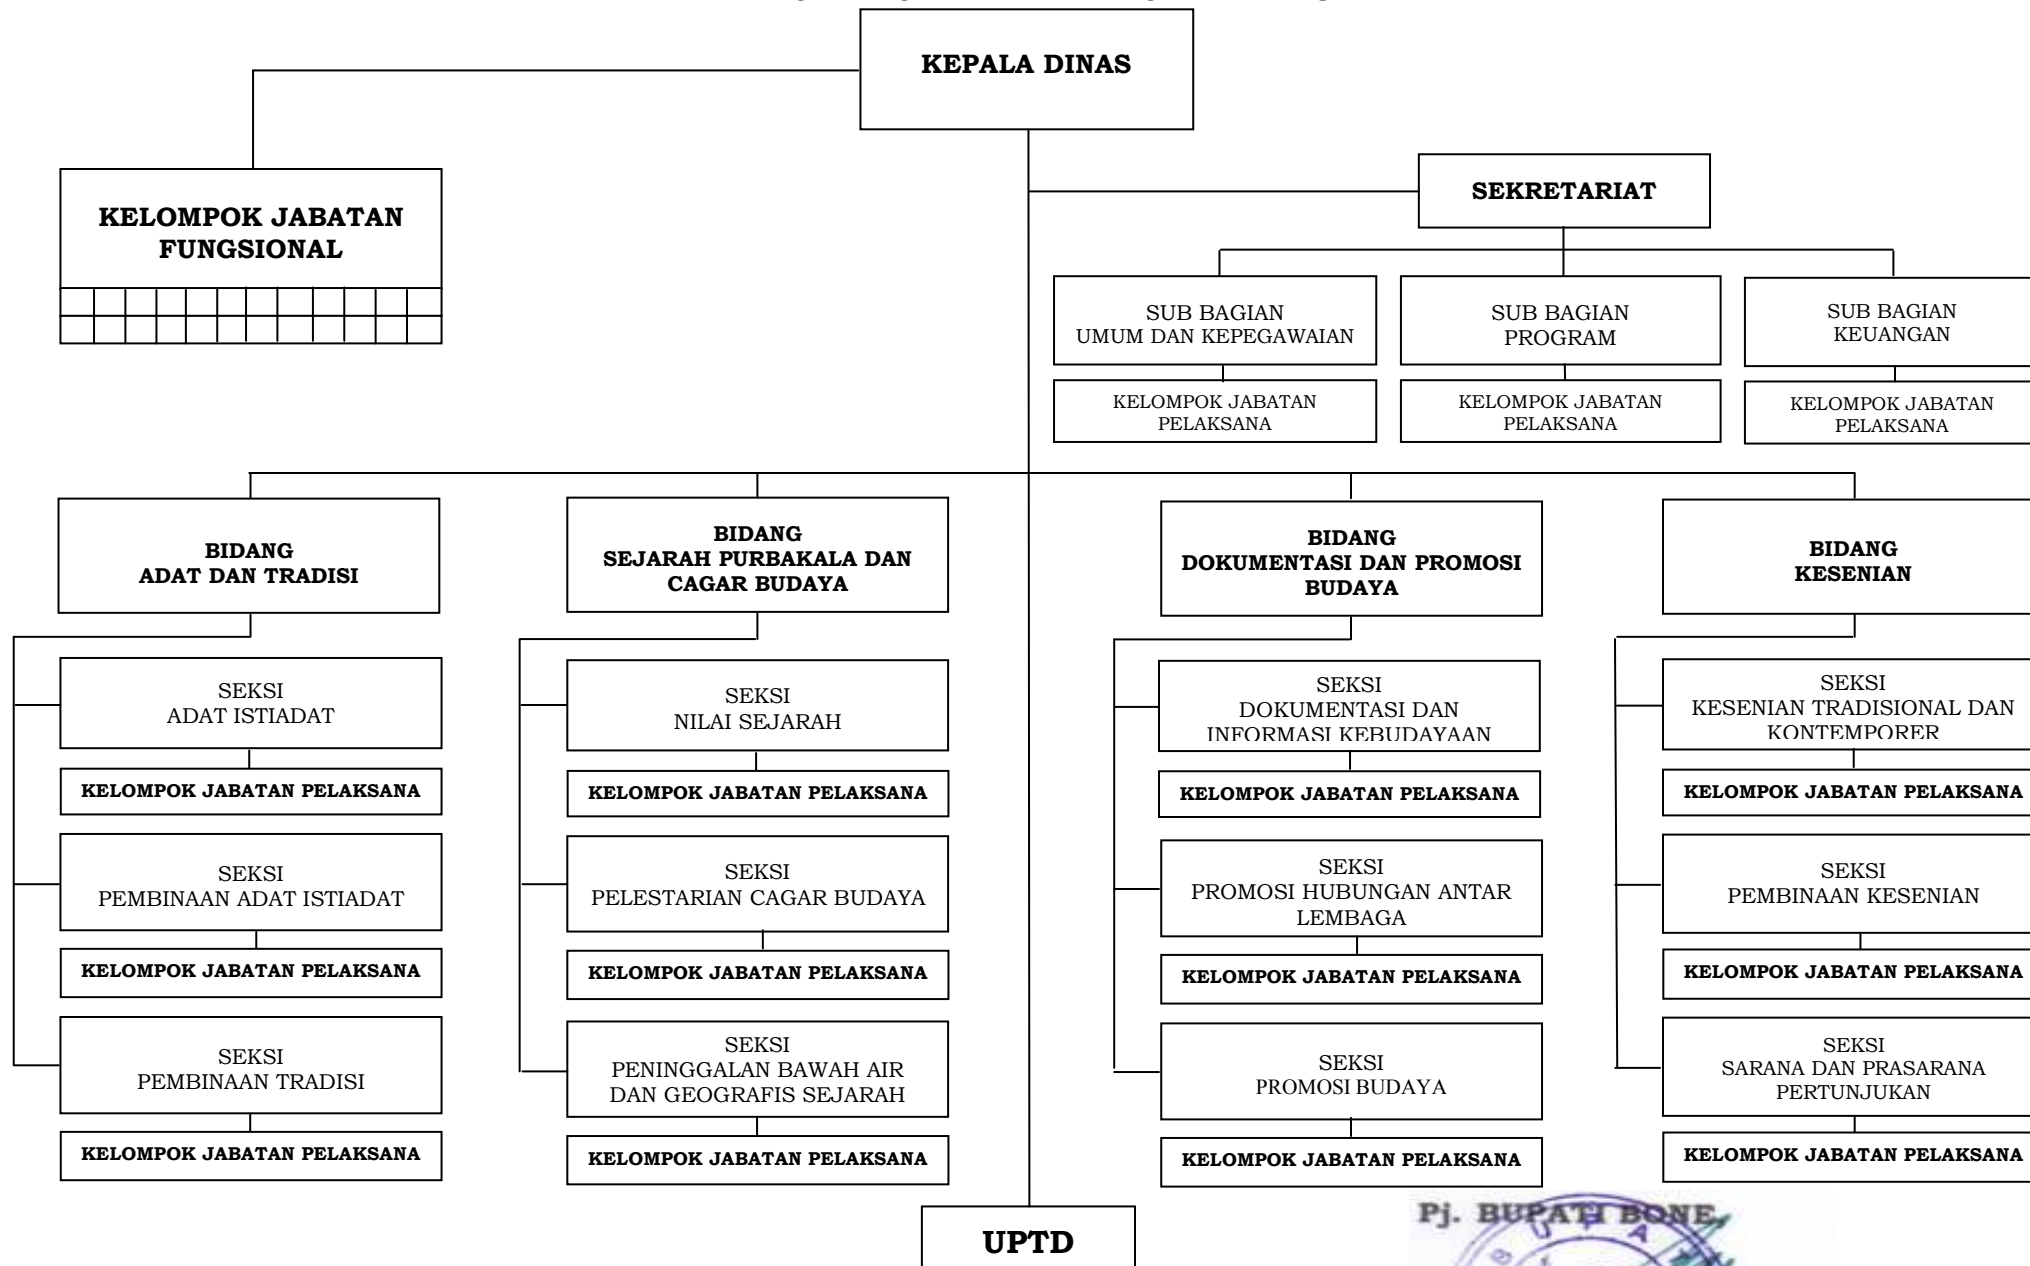 KEPALA DINAS
KELOMPOK JABATAN
FUNGSIONAL
SEKRETARIAT
SUB BAGIAN
UMUM DAN KEPEGAWAIAN
SUB BAGIAN
PROGRAM
SUB BAGIAN
KEUANGAN
KELOMPOK JABATAN
PELAKSANA
KELOMPOK JABATAN
PELAKSANA
KELOMPOK JABATAN
PELAKSANA
BIDANG
ADAT DAN TRADISI
BIDANG
SEJARAH PURBAKALA DAN
CAGAR BUDAYA
BIDANG
DOKUMENTASI DAN PROMOSI
BUDAYA
BIDANG
KESENIAN
SEKSI
ADAT ISTIADAT
KELOMPOK JABATAN PELAKSANA
SEKSI
PEMBINAAN ADAT ISTIADAT
KELOMPOK JABATAN PELAKSANA
SEKSI
PEMBINAAN TRADISI
KELOMPOK JABATAN PELAKSANA
SEKSI
NILAI SEJARAH
KELOMPOK JABATAN PELAKSANA
SEKSI
PELESTARIAN CAGAR BUDAYA
KELOMPOK JABATAN PELAKSANA
SEKSI
PENINGGALAN BAWAH AIR
DAN GEOGRAFIS SEJARAH
KELOMPOK JABATAN PELAKSANA
SEKSI
DOKUMENTASI DAN
INFORMASI KEBUDAYAAN
KELOMPOK JABATAN PELAKSANA
SEKSI
PROMOSI HUBUNGAN ANTAR
LEMBAGA
KELOMPOK JABATAN PELAKSANA
SEKSI
PROMOSI BUDAYA
KELOMPOK JABATAN PELAKSANA
SEKSI
KESENIAN TRADISIONAL DAN
KONTEMPORER
KELOMPOK JABATAN PELAKSANA
SEKSI
PEMBINAAN KESENIAN
KELOMPOK JABATAN PELAKSANA
SEKSI
SARANA DAN PRASARANA
PERTUNJUKAN
KELOMPOK JABATAN PELAKSANA
UPTD
Pj. BUPATI BONE,